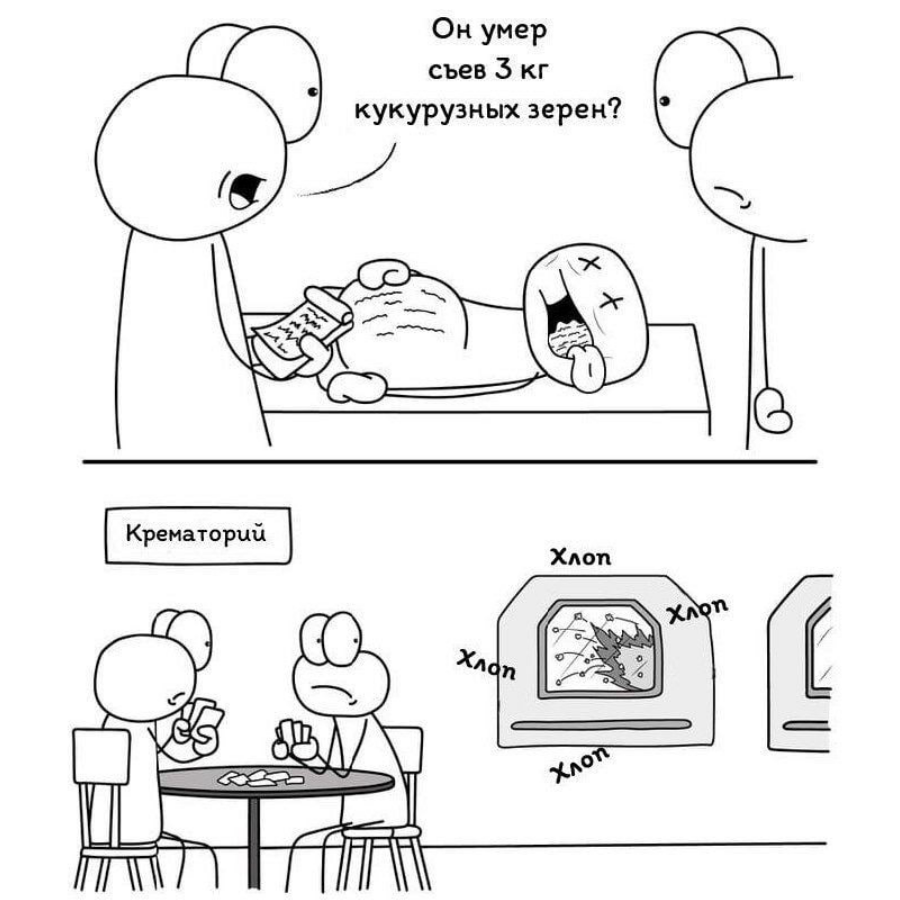 Он умер
съев 3 кг
кукурузных зерен?
Крематорий
Хлоп
Хлоп
Хлоп
Хлоп